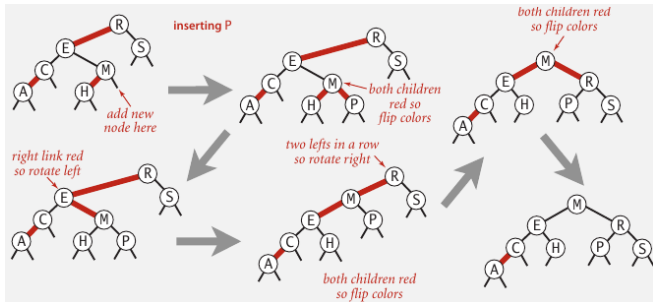 inserting P
R
E
S
C
M
A
H
add new
node here
R
E
S
C
M
A
H
P
both children
red so
flip colors
both children red
so flip colors
M
E
R
C
H
P
S
A
right link red
so rotate left
R
E
S
C
M
A
H
P
two lefts in a row
so rotate right
R
M
S
E
P
C
H
A
both children red
so flip colors
M
E
R
C
H
P
S
A